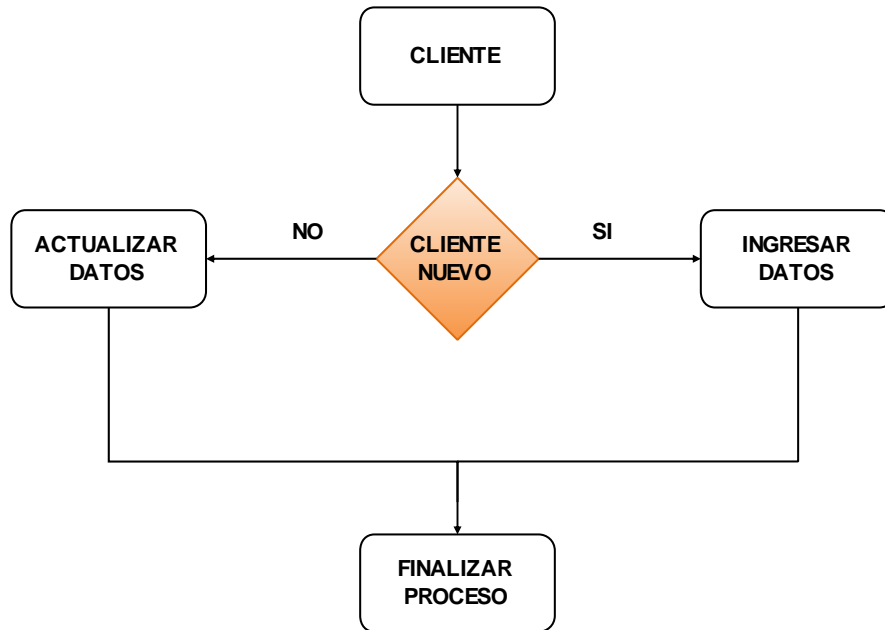 CLIENTE
NO
SI
ACTUALIZAR
DATOS
CLIENTE
NUEVO
INGRESAR
DATOS
FINALIZAR
PROCESO